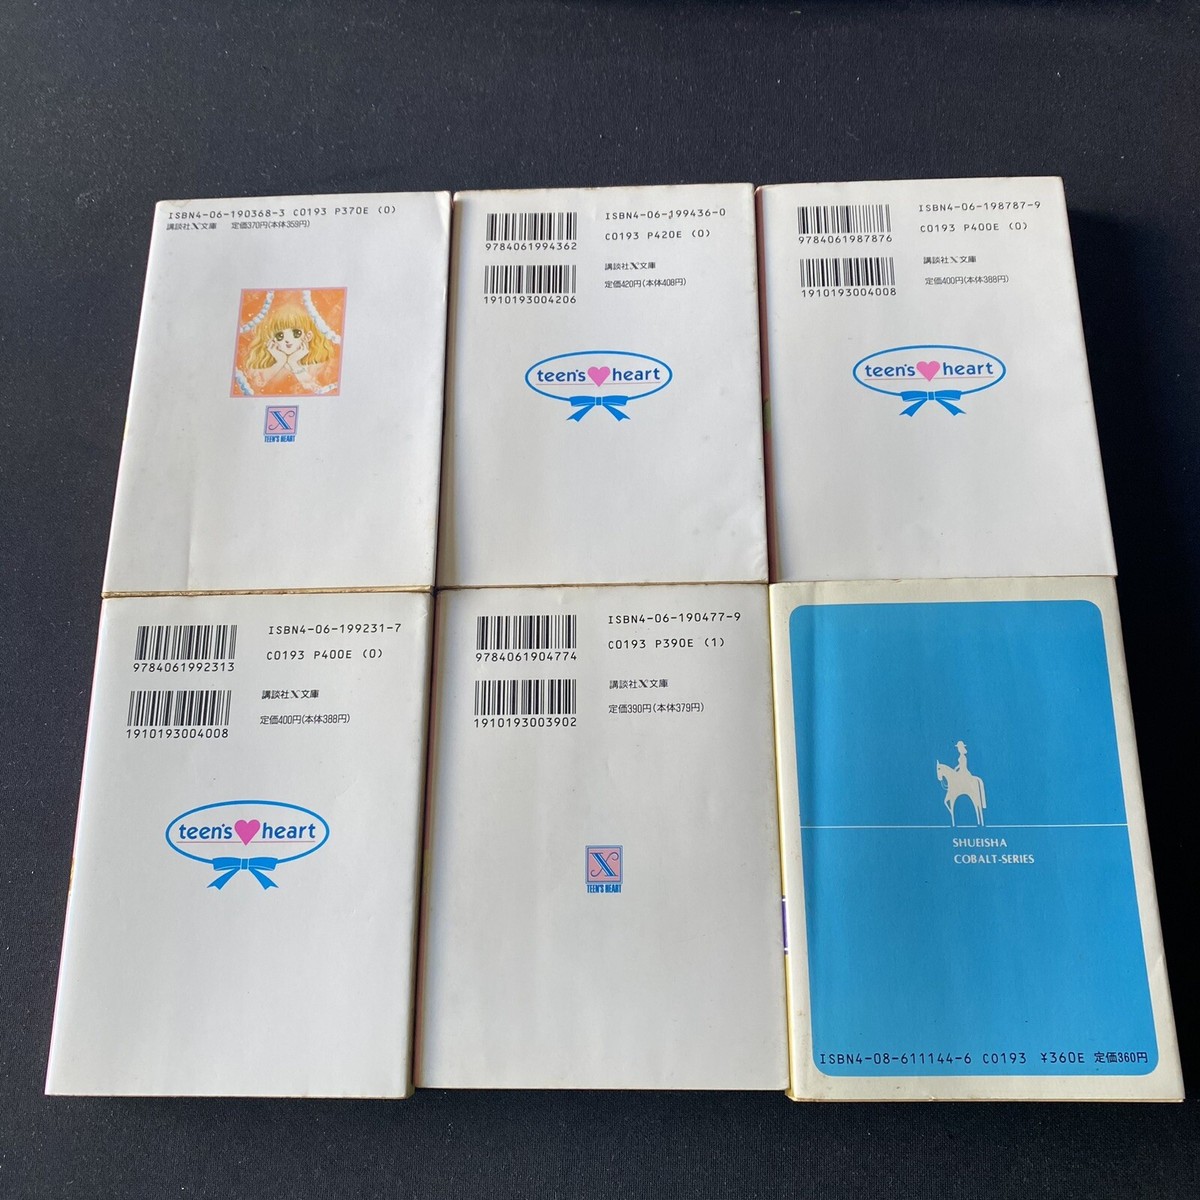 ISBN4-06-190368-3 C0193 P370E (0)
講談社X文庫 定価370円(本体359円)
X
TEEN'S HEART
9784061994362
1910193004206
ISBN4-06-199436-0
C0193 P420E (0)
講談社X文庫
定価420円(本体408円)
teen's heart
9784061987876
1910193004008
ISBN4-06-198787-9
C0193 P400E (0)
講談社X文庫
定価400円(本体388円)
teen's heart
9784061992313
1910193004008
ISBN4-06-199231-7
C0193 P400E (0)
講談社X文庫
定価400円(本体388円)
teen's heart
9784061904774
1910193003902
ISBN4-06-190477-9
C0193 P390E (1)
講談社X文庫
定価390円(本体379円)
X
TEEN'S HEART
SHUEISHA
COBALT-SERIES
ISBN4-08-611144-6 C0193 ¥360E 定価360円